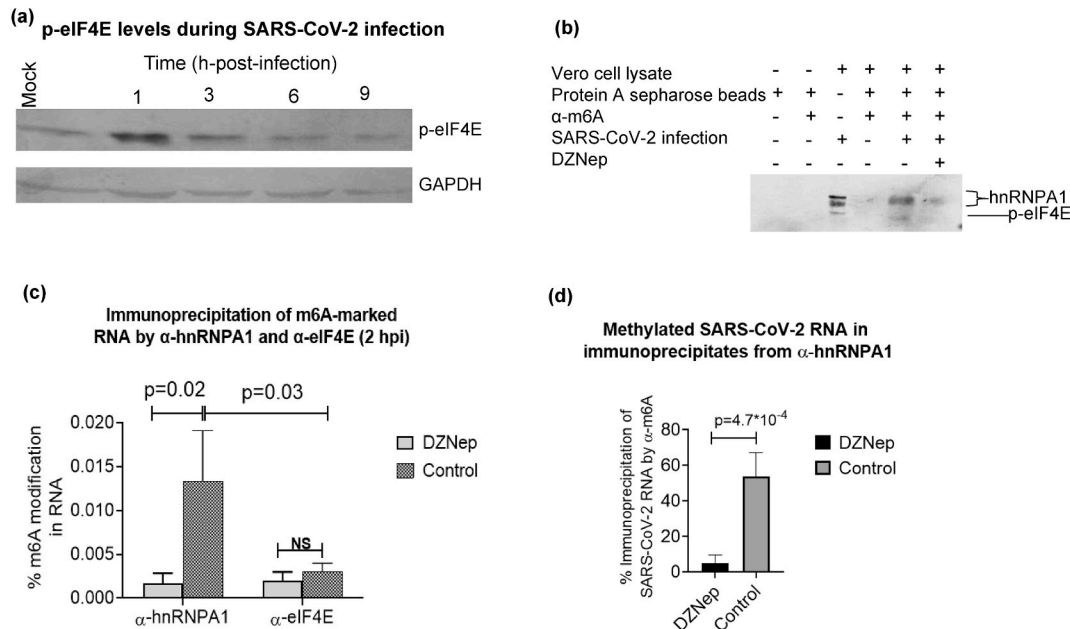 (a)
p-eIF4E levels during SARS-CoV-2 infection
Time (h-post-infection)
Mock
1 3 6 9
p-eIF4E
GAPDH
(b)
Vero cell lysate - - + + + +
Protein A sepharose beads + + - + + +
α-m6A - + - + + +
SARS-CoV-2 infection - - + - + +
DZNep - - - - - +
hnRNPA1
p-eIF4E
(c)
Immunoprecipitation of m6A-marked
RNA by α-hnRNPA1 and α-eIF4E (2 hpi)
p=0.02
p=0.03
% m6A modification
in RNA
0.020
0.015
0.010
0.005
0.000
NS
DZNep
Control
α-hnRNPA1 α-eIF4E
(d)
Methylated SARS-CoV-2 RNA in
immunoprecipitates from α-hnRNPA1
% Immunoprecipitation of
SARS-CoV-2 RNA by α-m6A
p=4.7*10⁻⁴
80
60
40
20
0
DZNep
Control
DZNep
Control